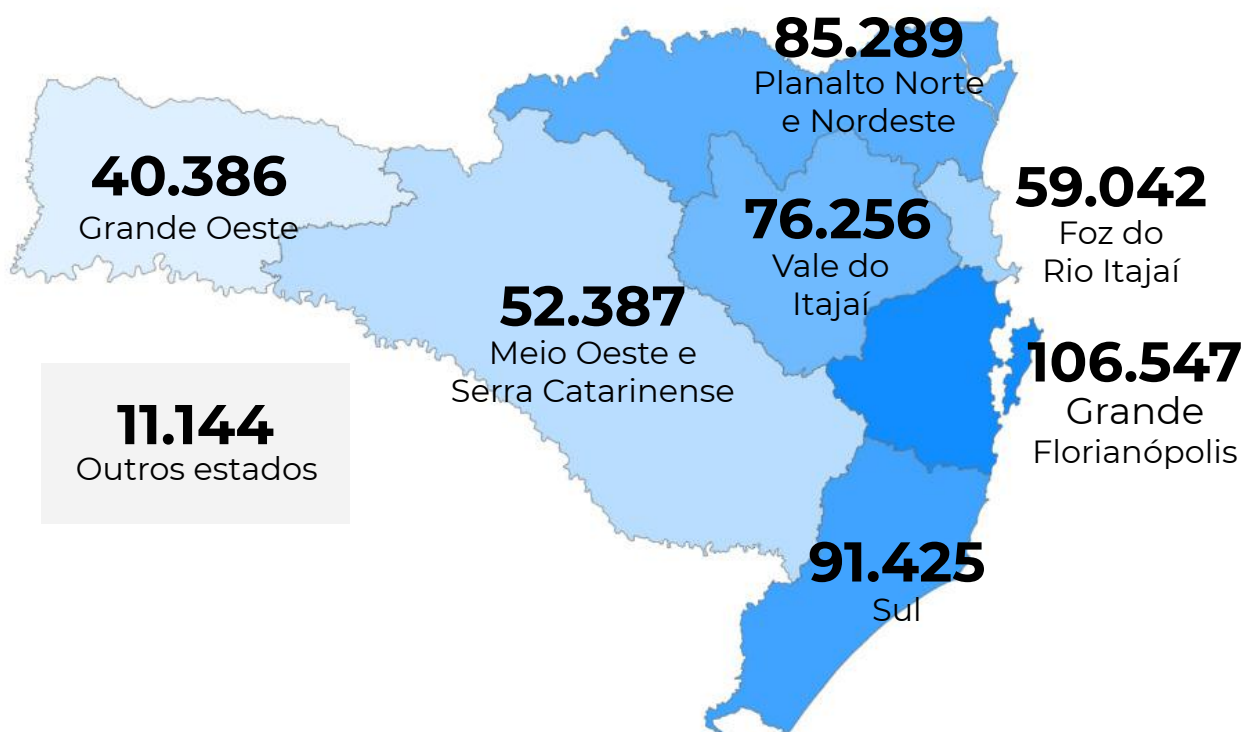 85.289
Planalto Norte
e Nordeste
40.386
Grande Oeste
59.042
Foz do
Rio Itajaí
76.256
Vale do
Itajaí
52.387
Meio Oeste e
Serra Catarinense
106.547
Grande
Florianópolis
11.144
Outros estados
91.425
Sul